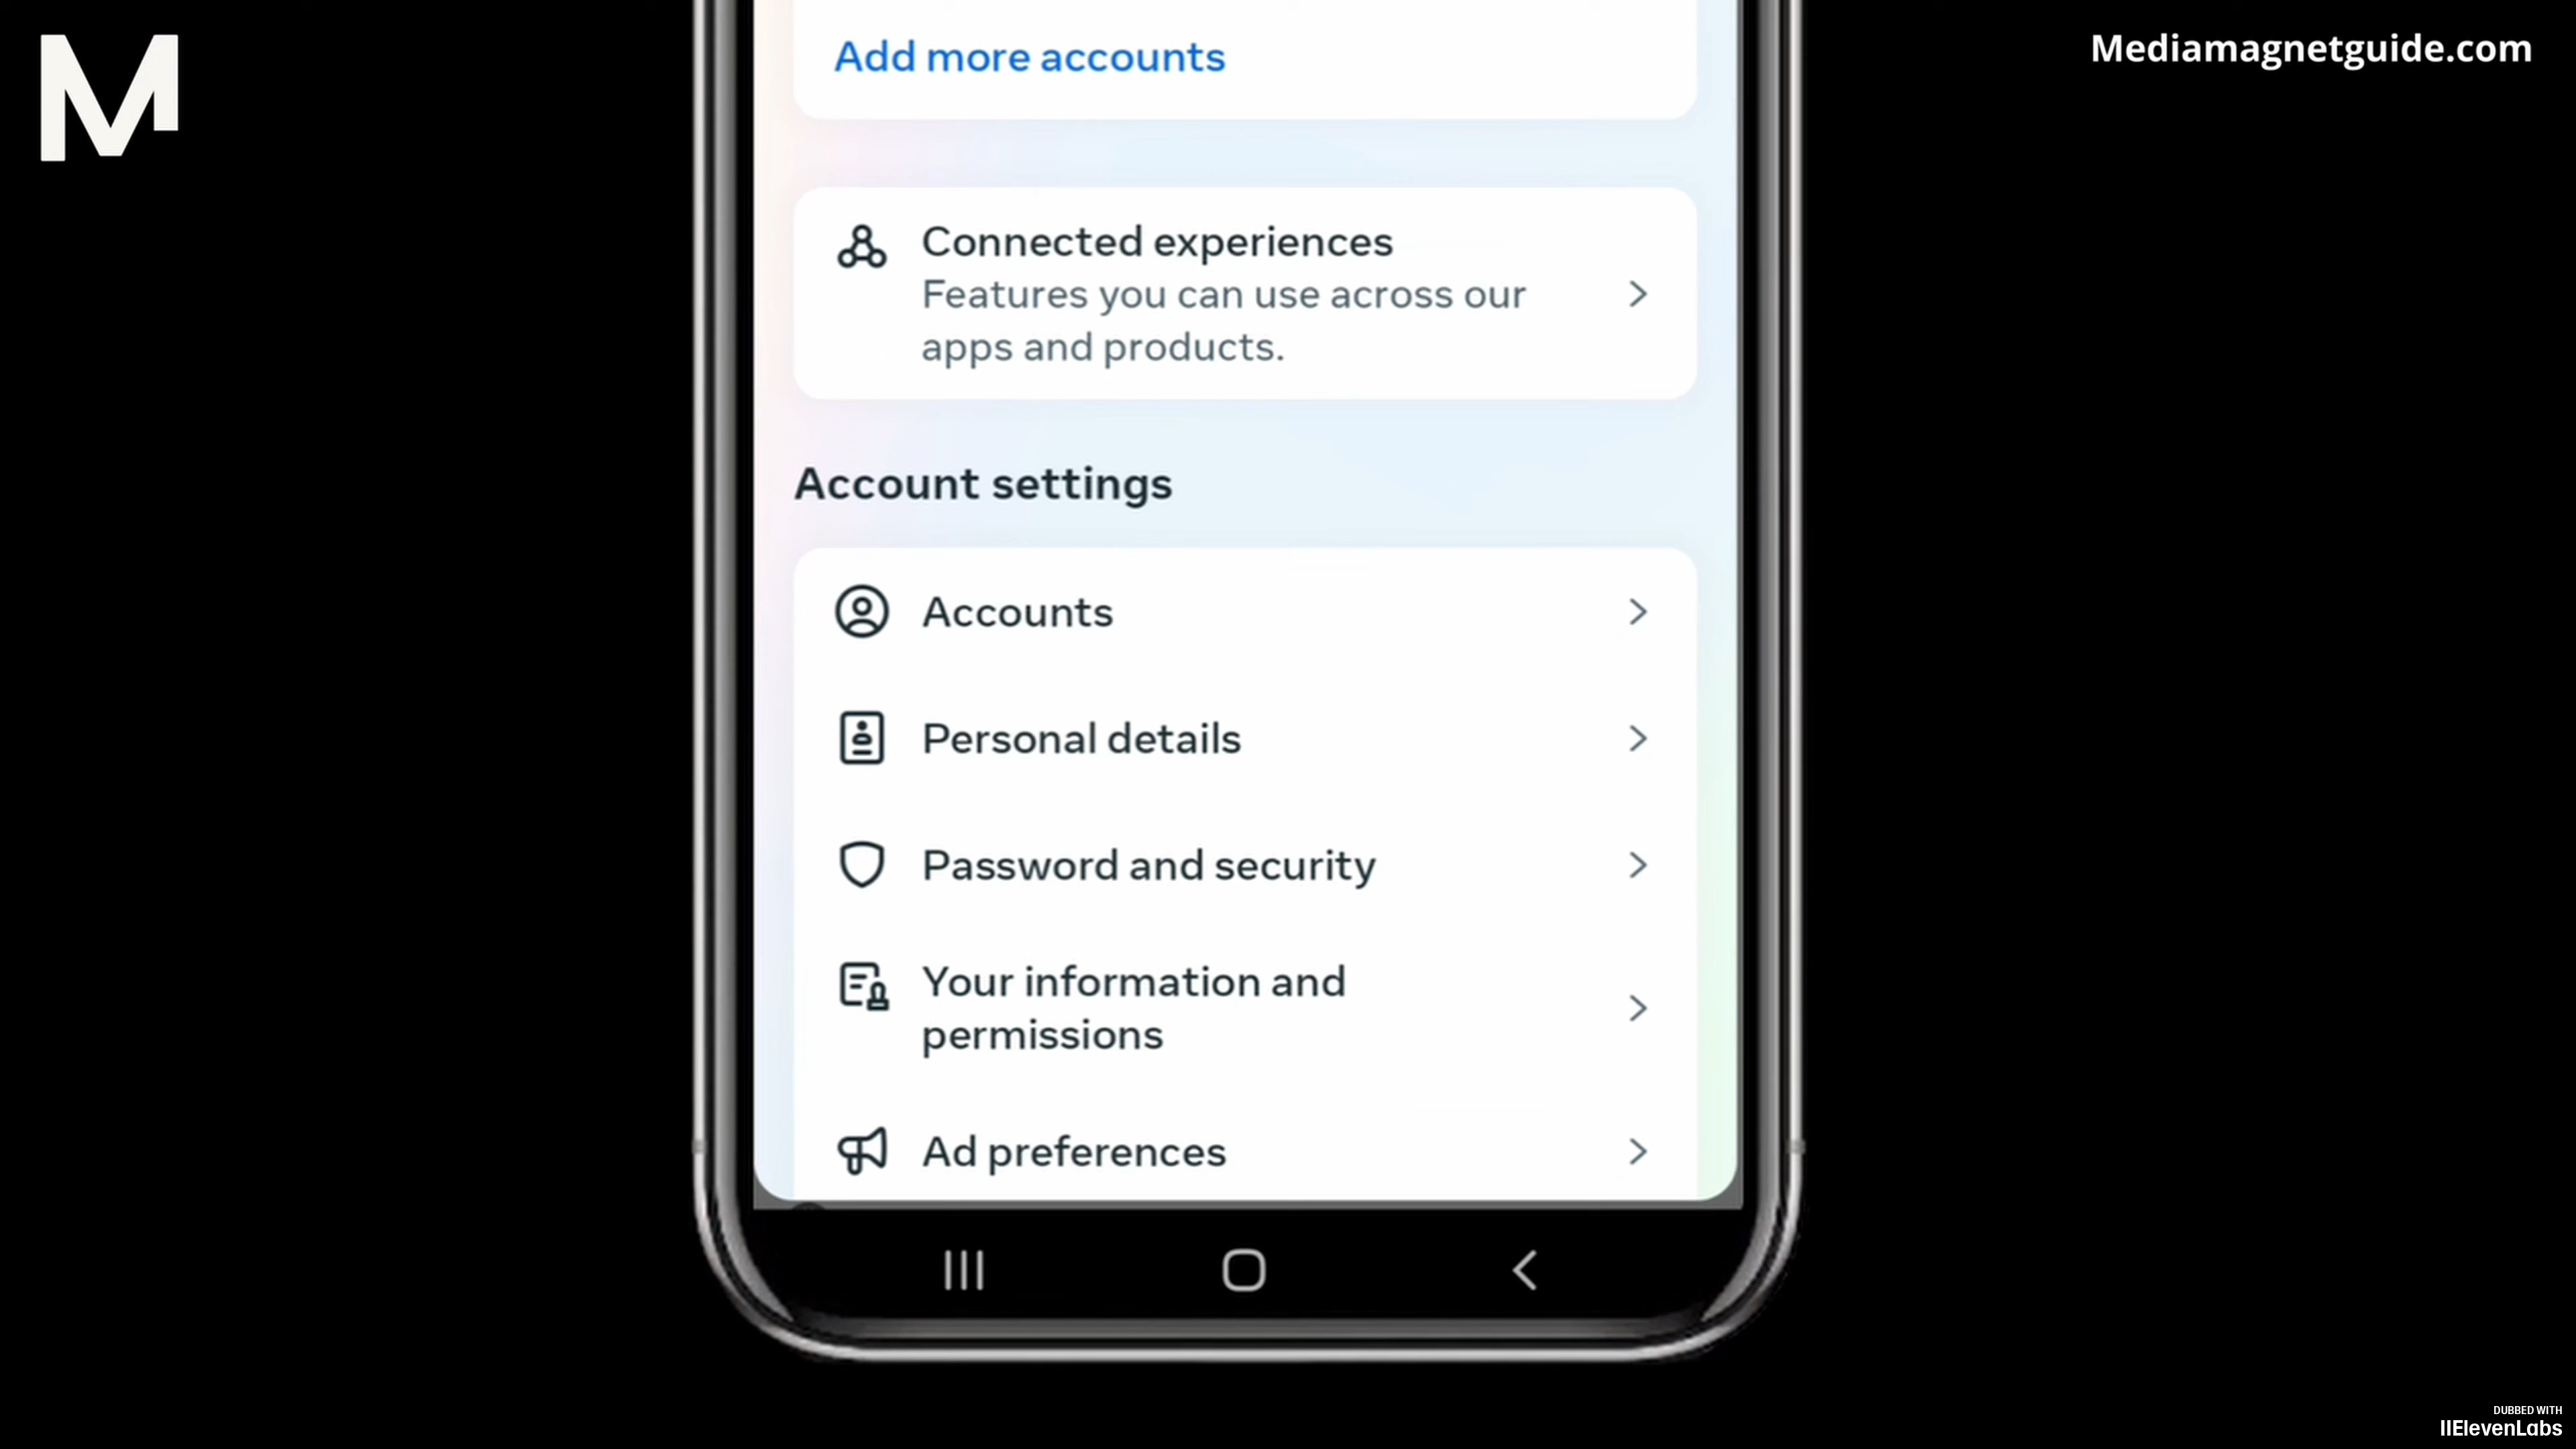 M
Mediamagnetguide.com
Add more accounts
Connected experiences
Features you can use across our
apps and products.
Account settings
Accounts
Personal details
Password and security
Your information and
permissions
Ad preferences
DUBBED WITH
IIElevenLabs